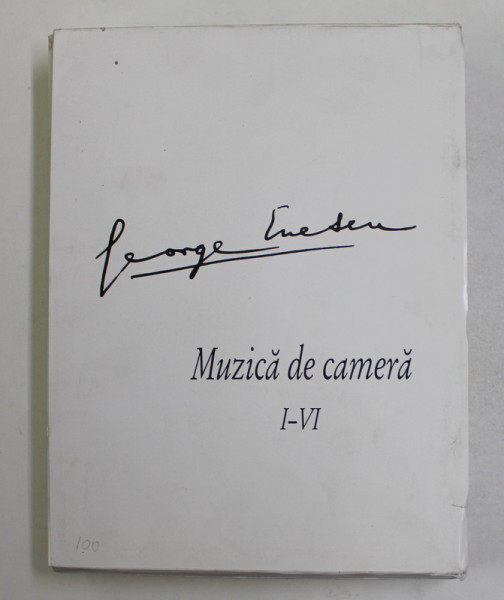 George Enescu
Muzică de cameră
I-VI
100